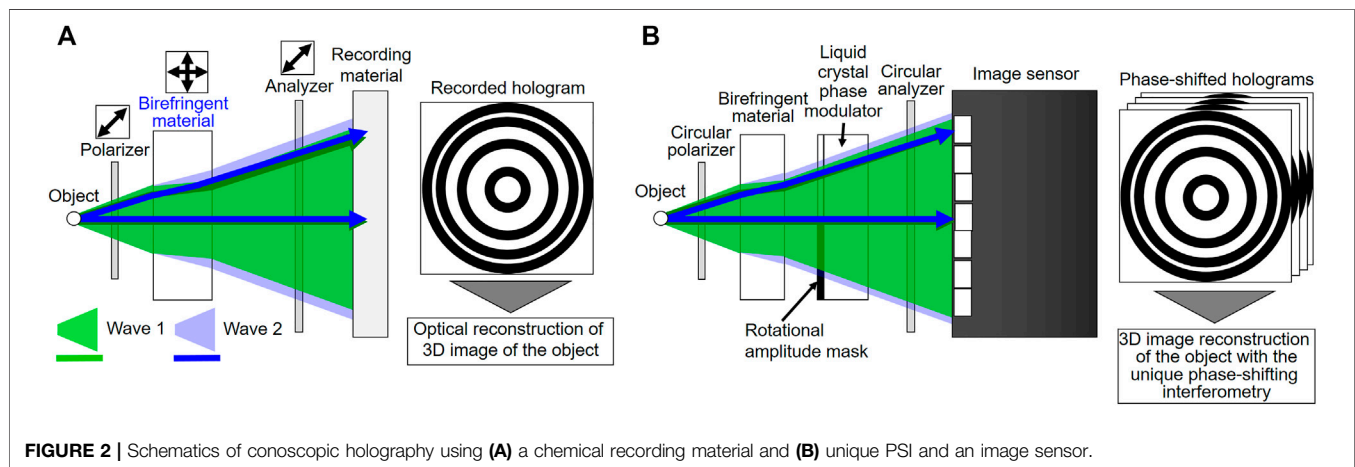 A
Recording
material
Analyzer
Birefringent
material
Polarizer
Object
Recorded hologram
Wave 1
Wave 2
Optical reconstruction of
3D image of the object
B
Liquid
crystal
phase
modulator
Circular
analyzer
Image sensor
Birefringent
material
Circular
polarizer
Object
Rotational
amplitude mask
Phase-shifted holograms
3D image reconstruction
of the object with the
unique phase-shifting
interferometry
FIGURE 2 | Schematics of conoscopic holography using (A) a chemical recording material and (B) unique PSI and an image sensor.